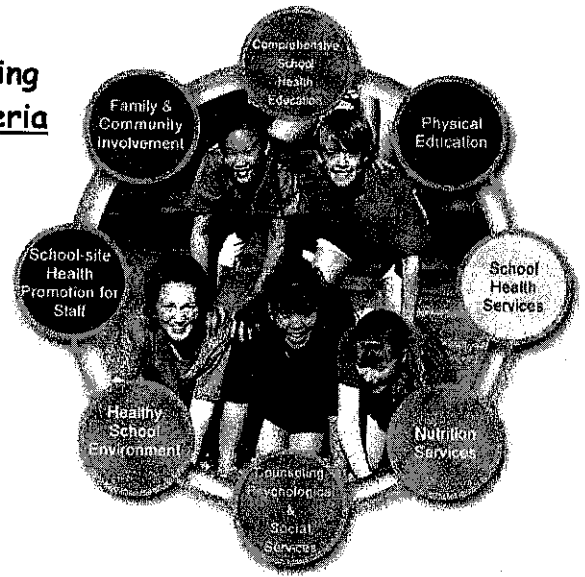 ing
eria
Comprehensive
School
Health
Education
Family &
Community
Involvement
Physical
Education
School-site
Health
Promotion for
Staff
School
Health
Services
Healthy
School
Environment
Nutrition
Services
Counseling
Psychological
&
Social
Services